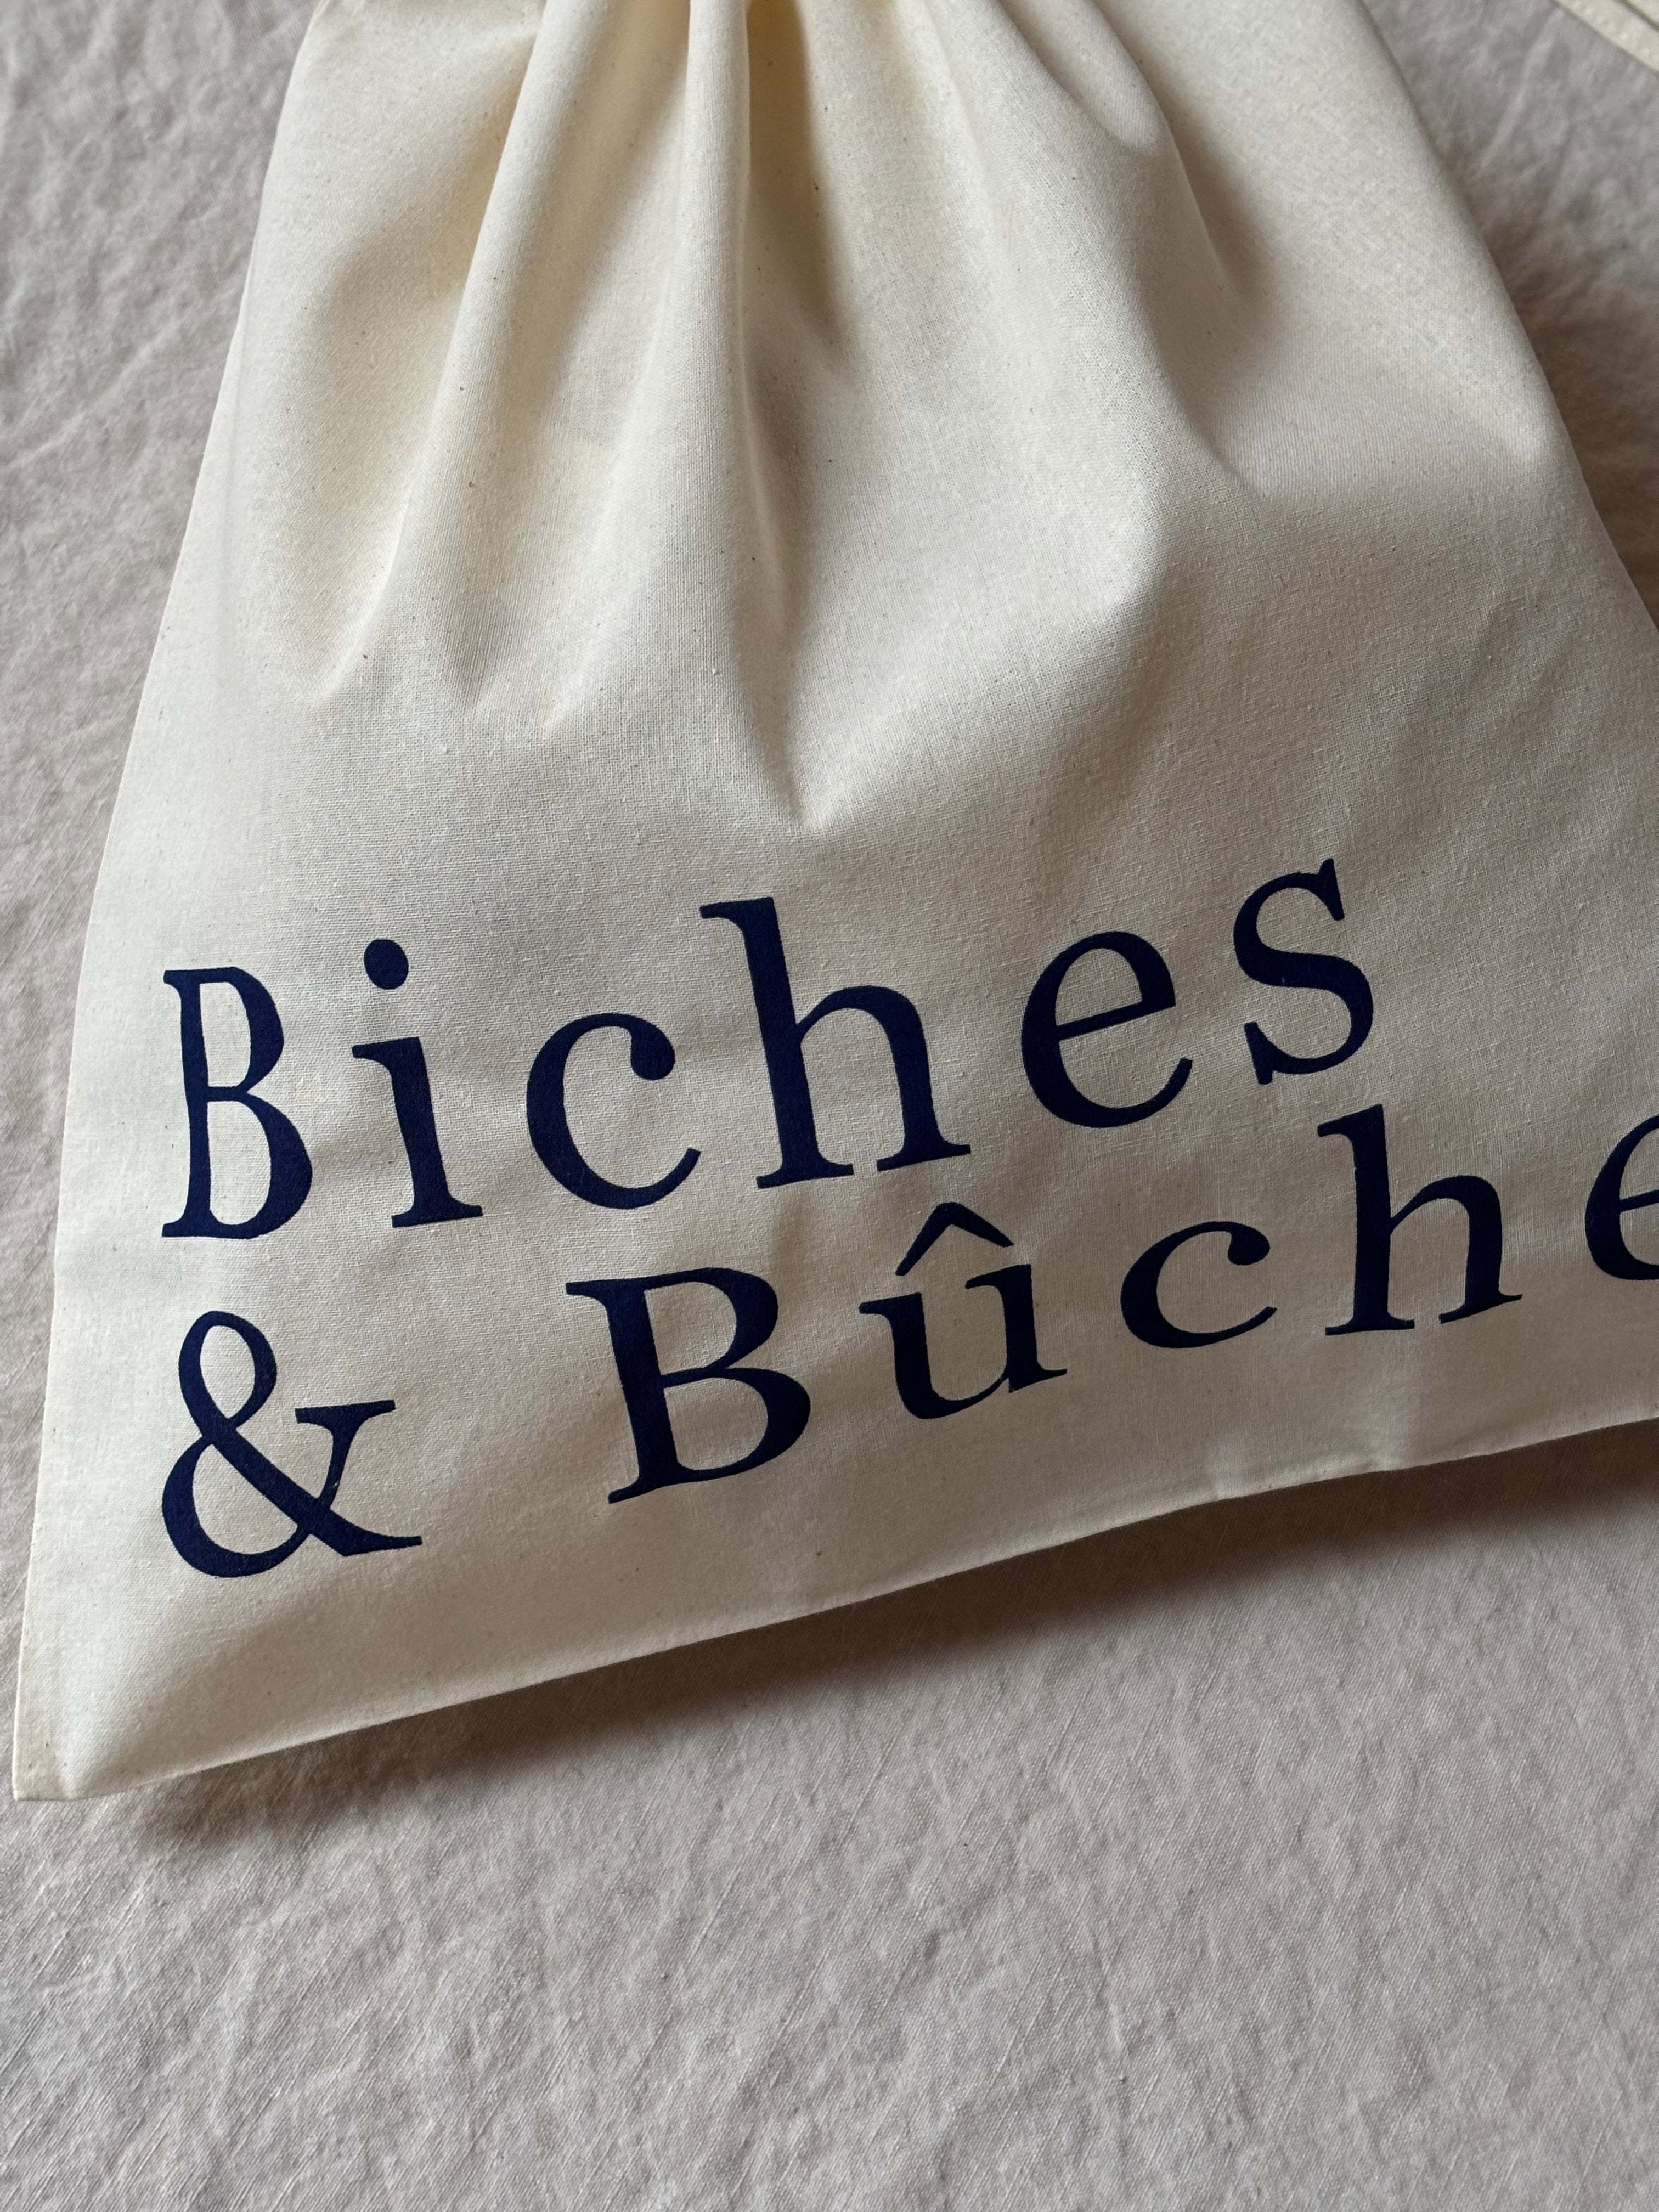 Biches
& Bûche